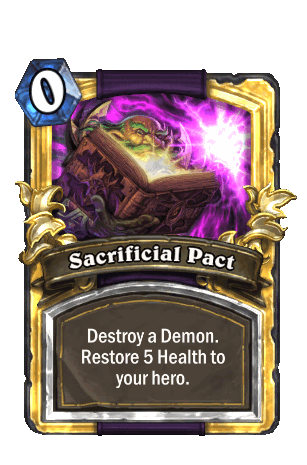 0
Sacrificial Pact
Destroy a Demon.
Restore 5 Health to
your hero.